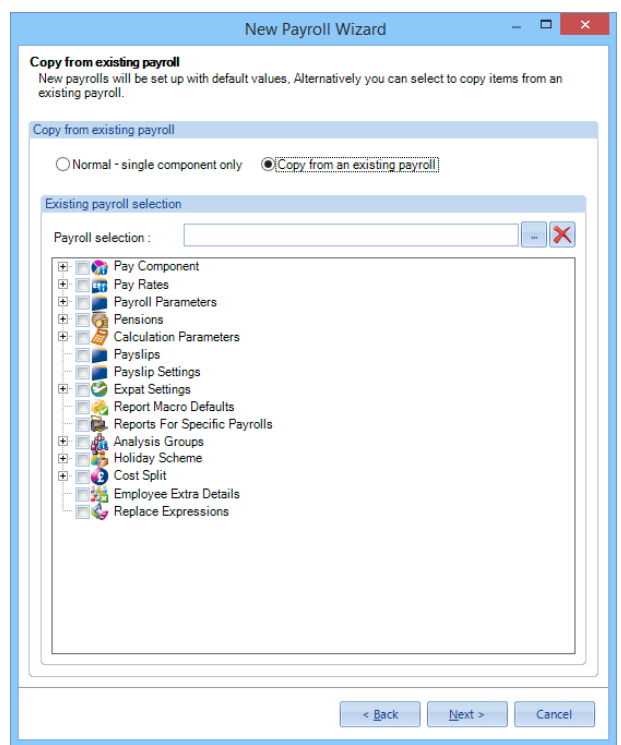 New Payroll Wizard
Copy from existing payroll
New payrolls will be set up with default values, Alternatively you can select to copy items from an
existing payroll.
Copy from existing payroll
Normal - single component only Copy from an existing payroll
Existing payroll selection
Payroll selection : ...
Pay Component
Pay Rates
Payroll Parameters
Pensions
Calculation Parameters
Payslips
Payslip Settings
Expat Settings
Report Macro Defaults
Reports For Specific Payrolls
Analysis Groups
Holiday Scheme
Cost Split
Employee Extra Details
Replace Expressions
< Back Next > Cancel